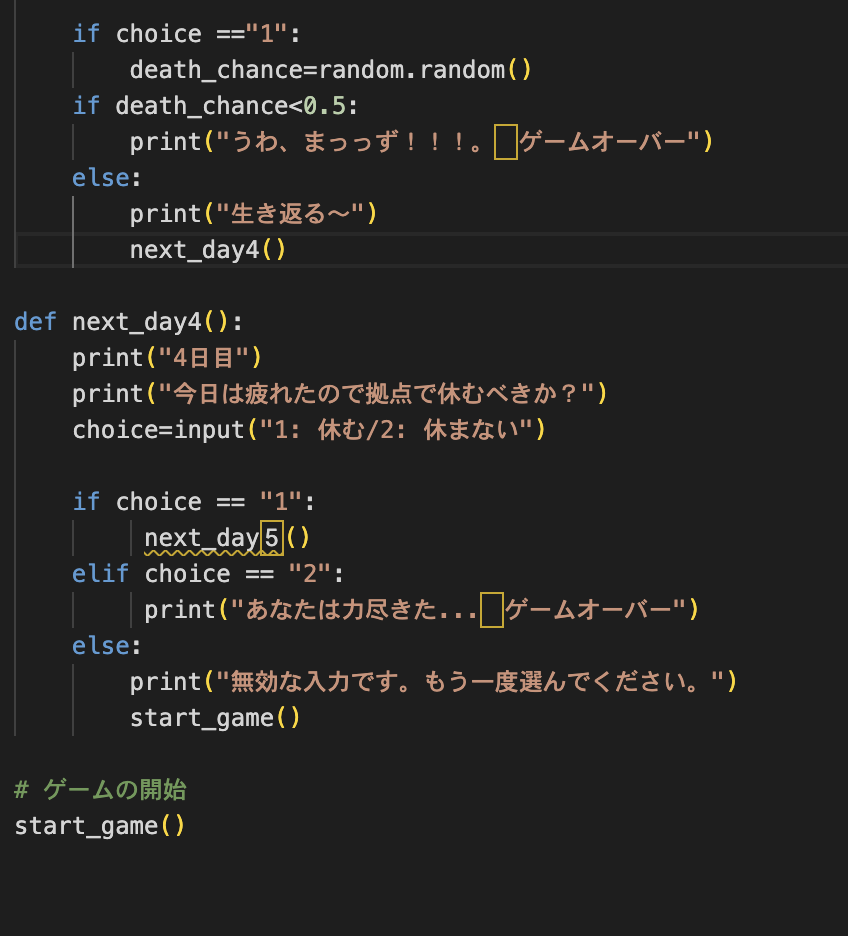 if choice =="1":
death_chance=random.random()
if death_chance<0.5:
print("うわ、まっっず！！！。　ゲームオーバー")
else:
print("生き返る〜")
next_day4()
def next_day4():
print("4日目")
print("今日は疲れたので拠点で休むべきか？")
choice=input("1: 休む/2: 休まない")
if choice == "1":
next_day５()
elif choice == "2":
print("あなたは力尽きた...　ゲームオーバー")
else:
print("無効な入力です。もう一度選んでください。")
start_game()
# ゲームの開始
start_game()